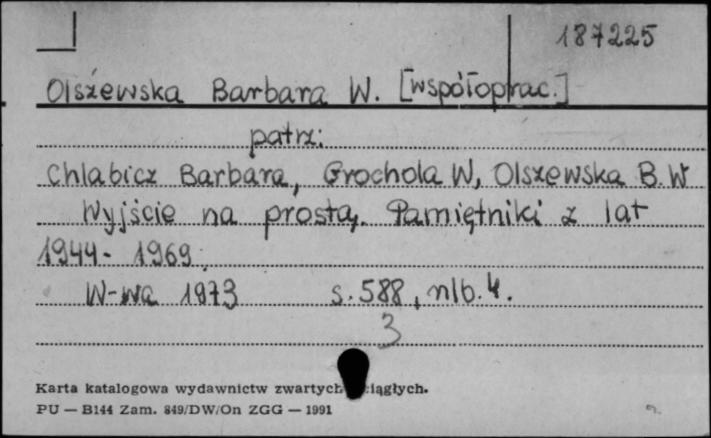 187225
Olszewska Barbara W. [współoprac.]
patrz:
Chlabicz Barbara, Grochola W, Olszewska B.W
Wyjście na prostą. Pamiętniki z lat
1944- 1969.
W-wa 1973 s. 588, nlb. 4.
3
Karta katalogowa wydawnictw zwartych ciągłych.
PU — B144 Zam. 849/DW/On ZGG — 1991